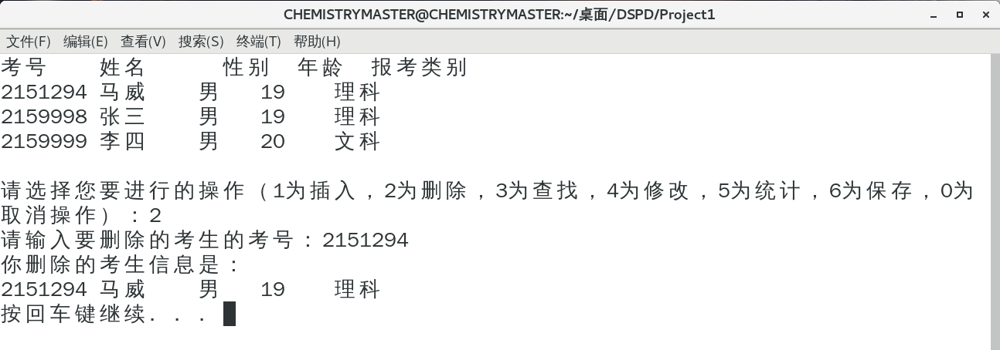 CHEMISTRYMASTER@CHEMISTRYMASTER:~/桌面/DSPD/Project1
文件(F) 编辑(E) 查看(V) 搜索(S) 终端(T) 帮助(H)
考号 姓名 性别 年龄 报考类别
2151294 马威 男 19 理科
2159998 张三 男 19 理科
2159999 李四 男 20 文科
请选择您要进行的操作（1为插入，2为删除，3为查找，4为修改，5为统计，6为保存，0为
取消操作）：2
请输入要删除的考生的考号：2151294
你删除的考生信息是：
2151294 马威 男 19 理科
按回车键继续. . .